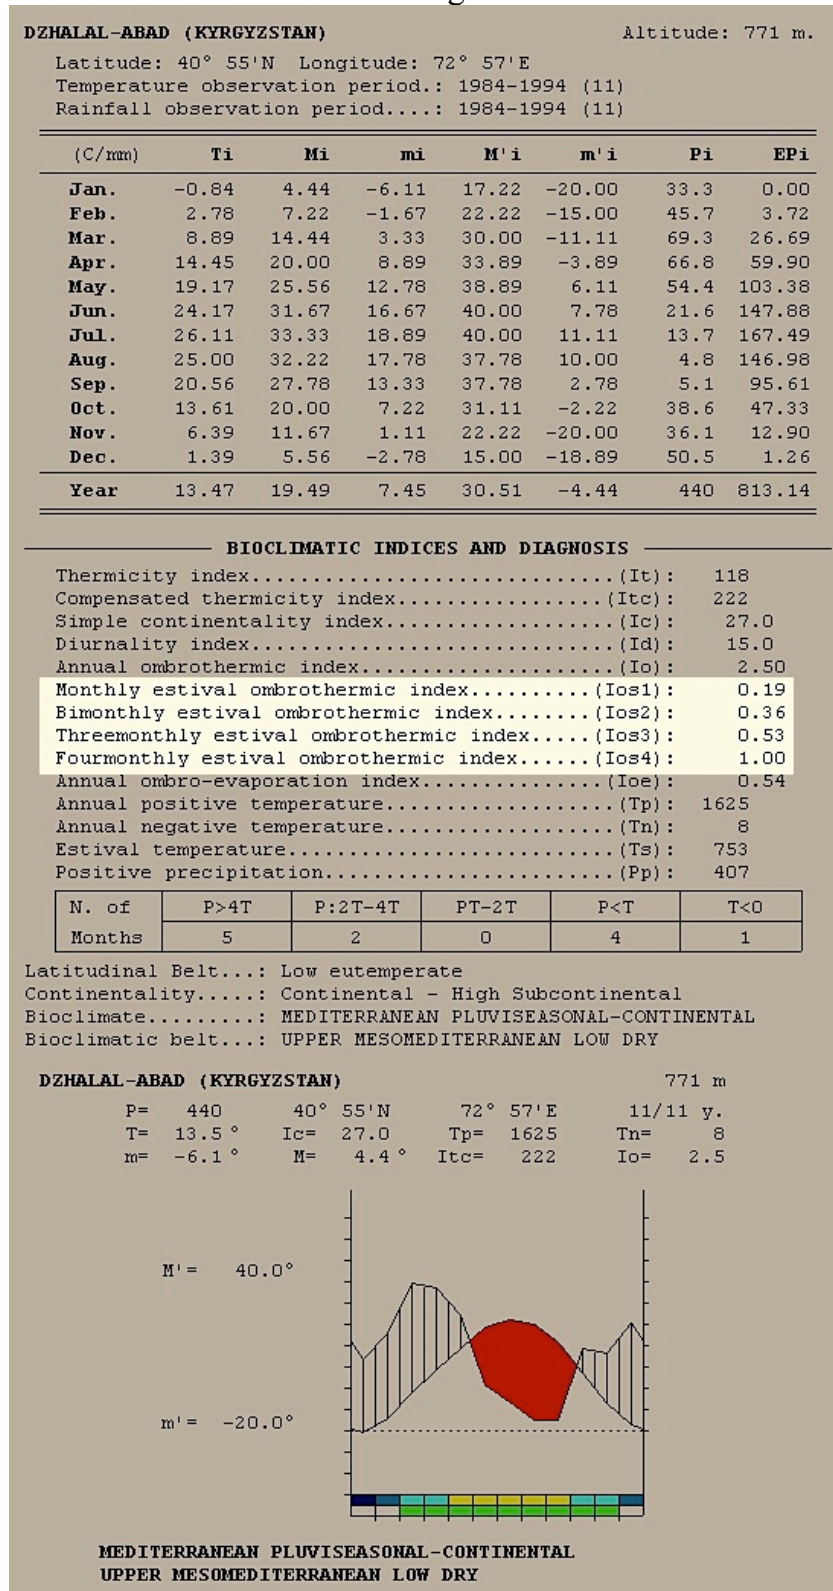 DZHALAL-ABAD (KYRGYZSTAN) Altitude: 771 m.
Latitude: 40° 55'N Longitude: 72° 57'E
Temperature observation period.: 1984-1994 (11)
Rainfall observation period....: 1984-1994 (11)
(C/mm) Ti Mi mi M'i m'i Pi EPi
Jan. -0.84 4.44 -6.11 17.22 -20.00 33.3 0.00
Feb. 2.78 7.22 -1.67 22.22 -15.00 45.7 3.72
Mar. 8.89 14.44 3.33 30.00 -11.11 69.3 26.69
Apr. 14.45 20.00 8.89 33.89 -3.89 66.8 59.90
May. 19.17 25.56 12.78 38.89 6.11 54.4 103.38
Jun. 24.17 31.67 16.67 40.00 7.78 21.6 147.88
Jul. 26.11 33.33 18.89 40.00 11.11 13.7 167.49
Aug. 25.00 32.22 17.78 37.78 10.00 4.8 146.98
Sep. 20.56 27.78 13.33 37.78 2.78 5.1 95.61
Oct. 13.61 20.00 7.22 31.11 -2.22 38.6 47.33
Nov. 6.39 11.67 1.11 22.22 -20.00 36.1 12.90
Dec. 1.39 5.56 -2.78 15.00 -18.89 50.5 1.26
Year 13.47 19.49 7.45 30.51 -4.44 440 813.14
BIOCLIMATIC INDICES AND DIAGNOSIS
Thermicity index.................................(It): 118
Compensated thermicity index..................(Itc): 222
Simple continentality index....................(Ic): 27.0
Diurnality index.................................(Id): 15.0
Annual ombrothermic index.......................(Io): 2.50
Monthly estival ombrothermic index..........(Ios1): 0.19
Bimonthly estival ombrothermic index........(Ios2): 0.36
Threemonthly estival ombrothermic index.....(Ios3): 0.53
Fourmonthly estival ombrothermic index......(Ios4): 1.00
Annual ombro-evaporation index.................(Ioe): 0.54
Annual positive temperature.....................(Tp): 1625
Annual negative temperature.....................(Tn): 8
Estival temperature..............................(Ts): 753
Positive precipitation..........................(Pp): 407
N. of P>4T P:2T-4T PT-2T P<T T<0
Months 5 2 0 4 1
Latitudinal Belt...: Low eutemperate
Continentality.....: Continental - High Subcontinental
Bioclimate.........: MEDITERRANEAN PLUVISEASONAL-CONTINENTAL
Bioclimatic belt...: UPPER MESOMEDITERRANEAN LOW DRY
DZHALAL-ABAD (KYRGYZSTAN) 771 m
P= 440 40° 55'N 72° 57'E 11/11 y.
T= 13.5° Ic= 27.0 Tp= 1625 Tn= 8
m= -6.1° M= 4.4° Itc= 222 Io= 2.5
M'= 40.0°
m'= -20.0°
MEDITERRANEAN PLUVISEASONAL-CONTINENTAL
UPPER MESOMEDITERRANEAN LOW DRY